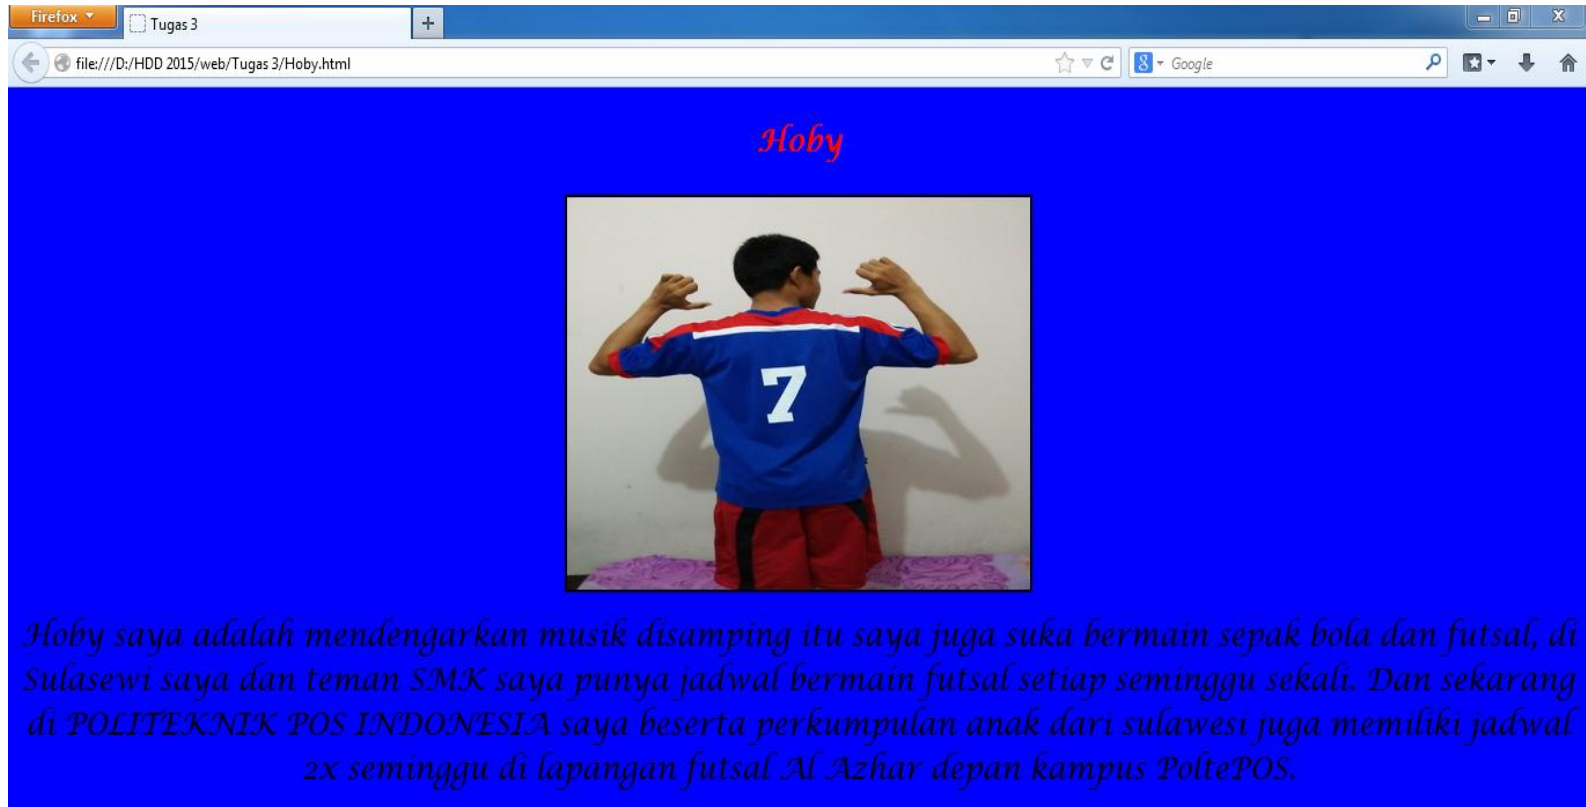 Firefox
Tugas 3
file:///D:/HDD 2015/web/Tugas 3/Hoby.html
8
Google
Hoby
7
Hoby saya adalah mendengarkan musik disamping itu saya juga suka bermain sepak bola dan futsal, di
Sulasewi saya dan teman SMK saya punya jadwal bermain futsal setiap seminggu sekali. Dan sekarang
di POLITEKNIK POS INDONESIA saya beserta perkumpulan anak dari sulawesi juga memiliki jadwal
2x seminggu di lapangan futsal Al Azhar depan kampus PoltePOS.